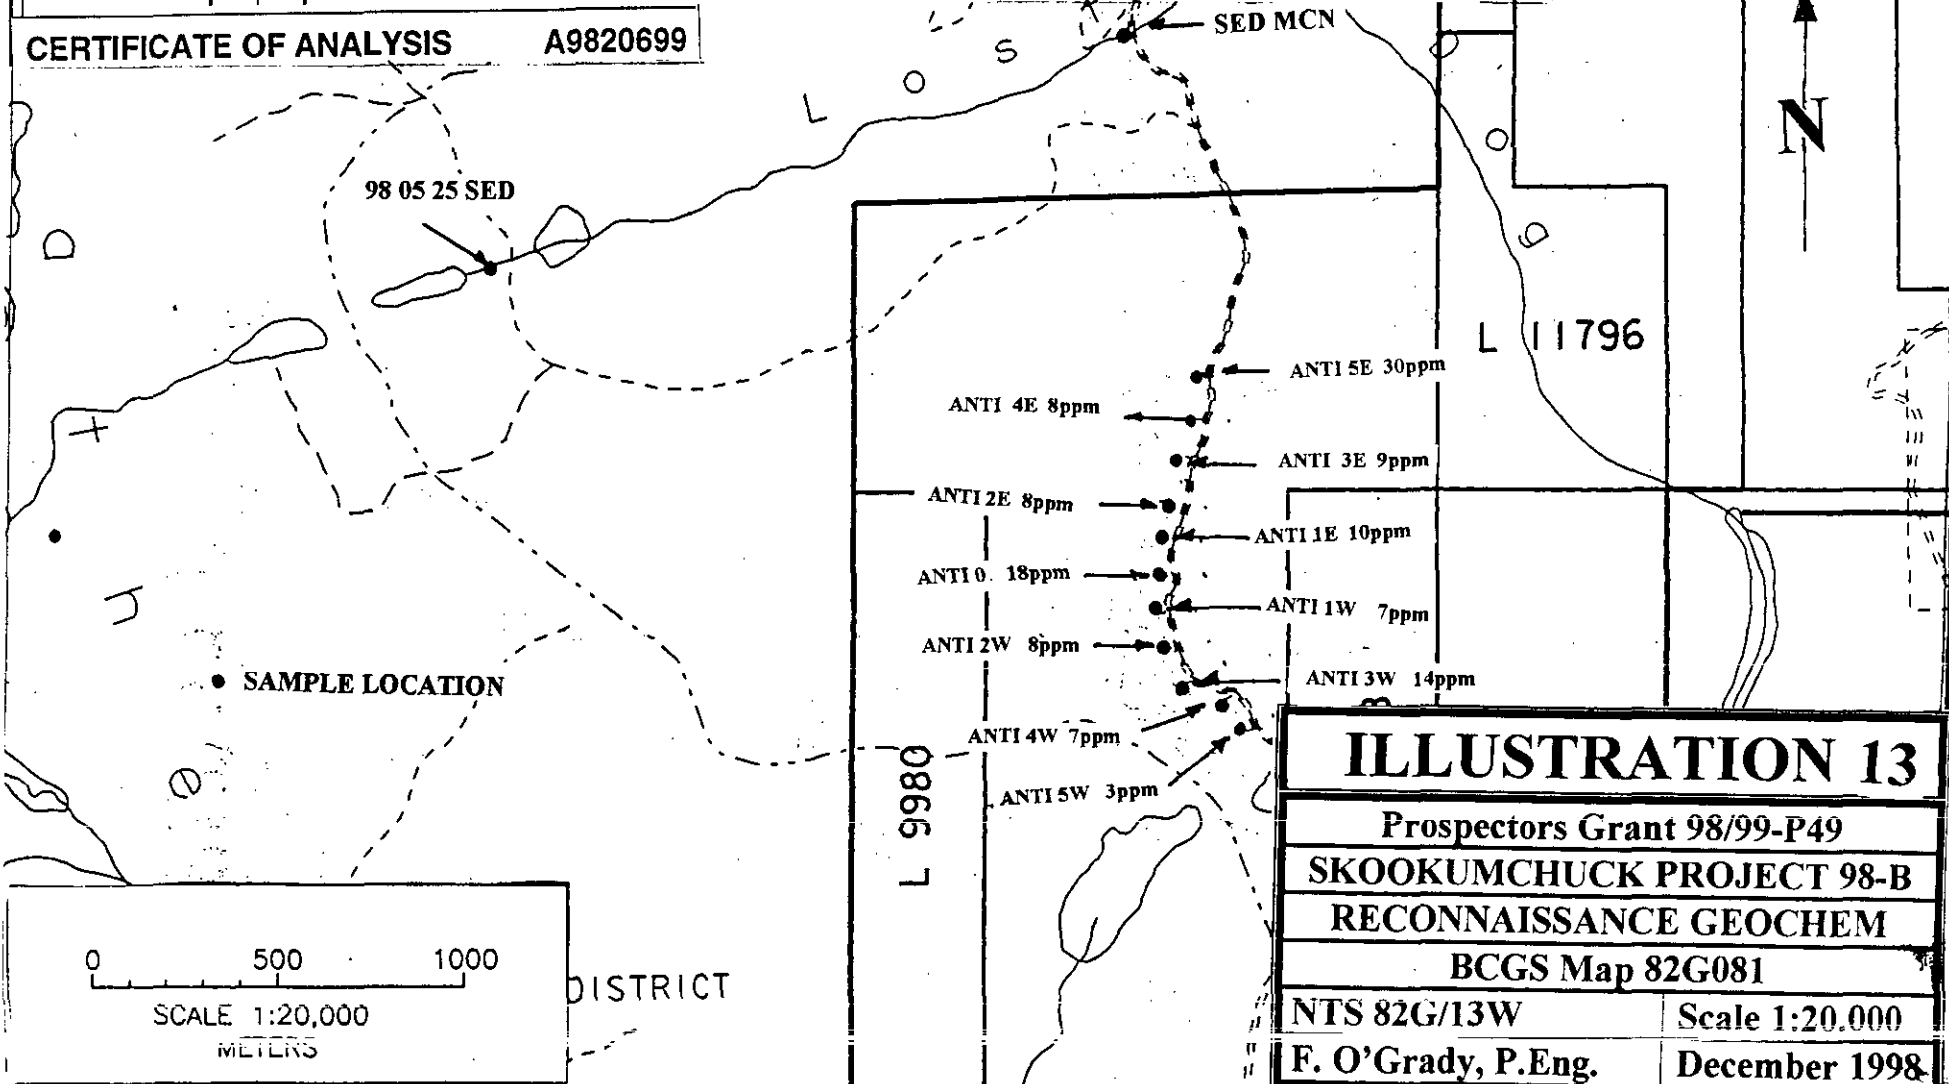 CERTIFICATE OF ANALYSIS A9820699
SED MCN
L o s
N
98 05 25 SED
D
L 11796
ANTI 5E 30ppm
ANTI 4E 8ppm
ANTI 3E 9ppm
ANTI 2E 8ppm
ANTI 1E 10ppm
ANTI 0. 18ppm
ANTI 1W 7ppm
ANTI 2W 8ppm
SAMPLE LOCATION
ANTI 3W 14ppm
ANTI 4W 7ppm
ANTI 5W 3ppm
L 9980
ILLUSTRATION 13
Prospectors Grant 98/99-P49
SKOOKUMCHUCK PROJECT 98-B
RECONNAISSANCE GEOCHEM
BCGS Map 82G081
NTS 82G/13W Scale 1:20.000
F. O'Grady, P.Eng. December 1998
0 500 1000
SCALE 1:20,000
METERS
DISTRICT